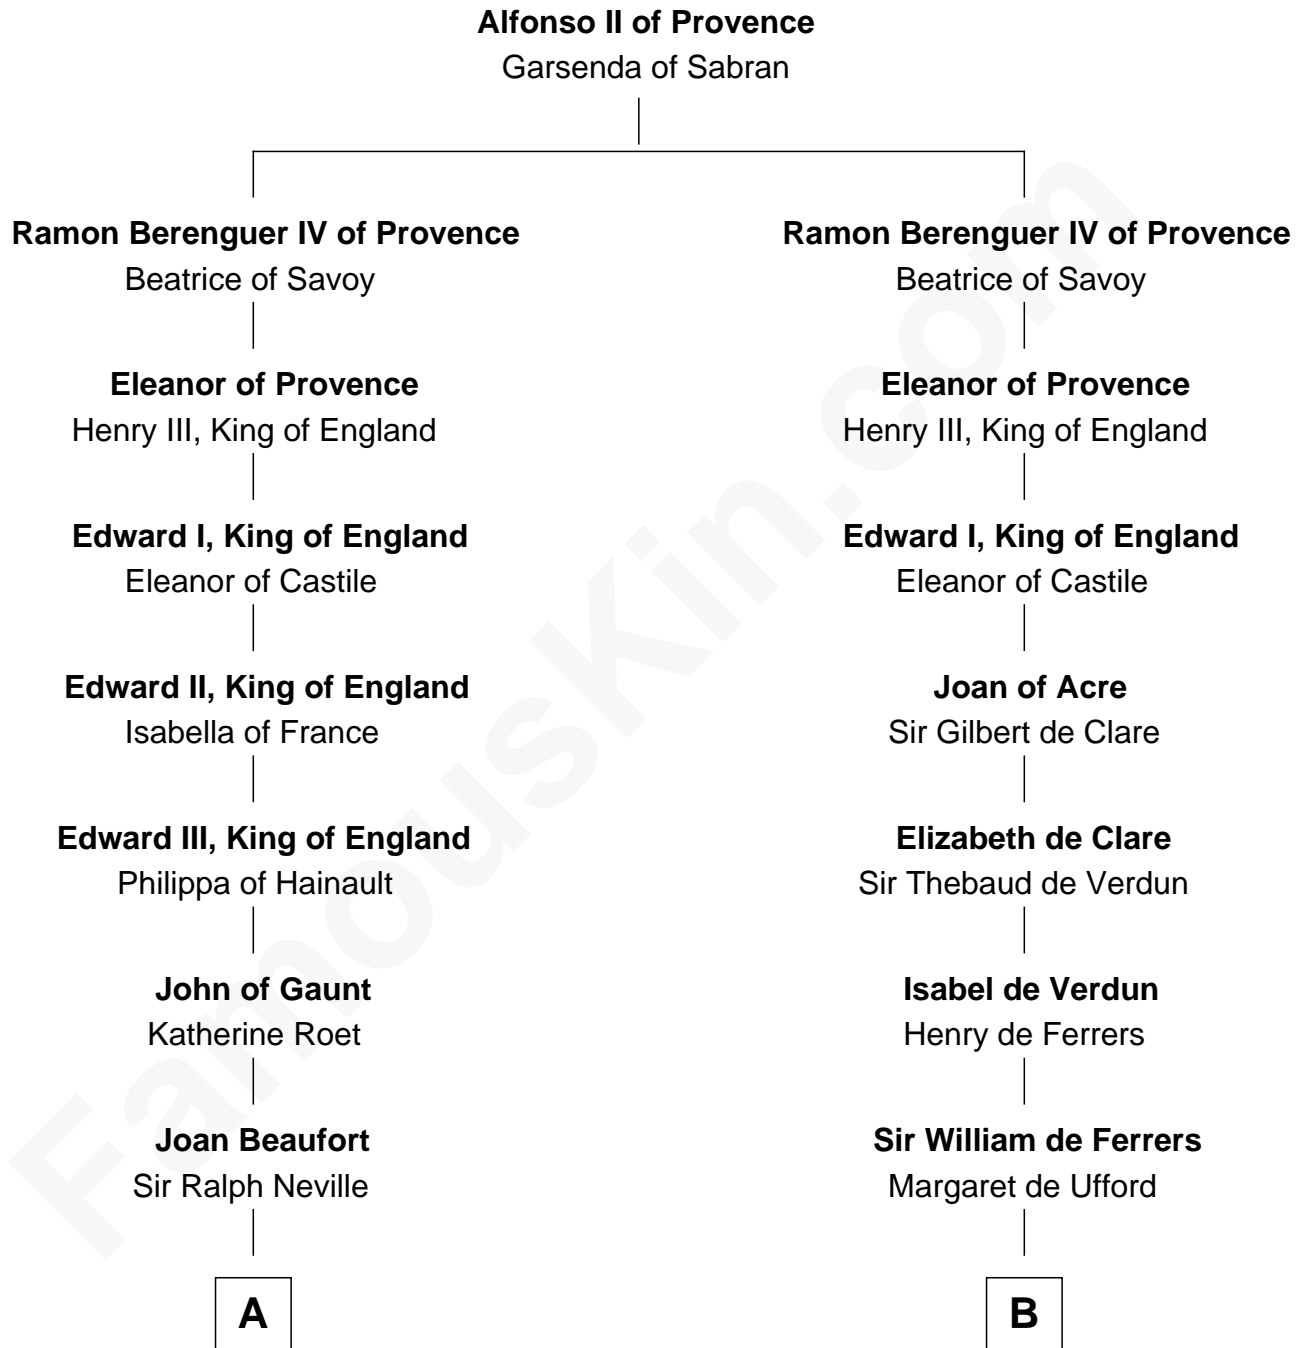 Alfonso II of Provence
Garsenda of Sabran
Ramon Berenguer IV of Provence
Beatrice of Savoy
Eleanor of Provence
Henry III, King of England
Edward I, King of England
Eleanor of Castile
Edward II, King of England
Isabella of France
Edward III, King of England
Philippa of Hainault
John of Gaunt
Katherine Roet
Joan Beaufort
Sir Ralph Neville
A
Ramon Berenguer IV of Provence
Beatrice of Savoy
Eleanor of Provence
Henry III, King of England
Edward I, King of England
Eleanor of Castile
Joan of Acre
Sir Gilbert de Clare
Elizabeth de Clare
Sir Thebaud de Verdun
Isabel de Verdun
Henry de Ferrers
Sir William de Ferrers
Margaret de Ufford
B
FamousKin.com